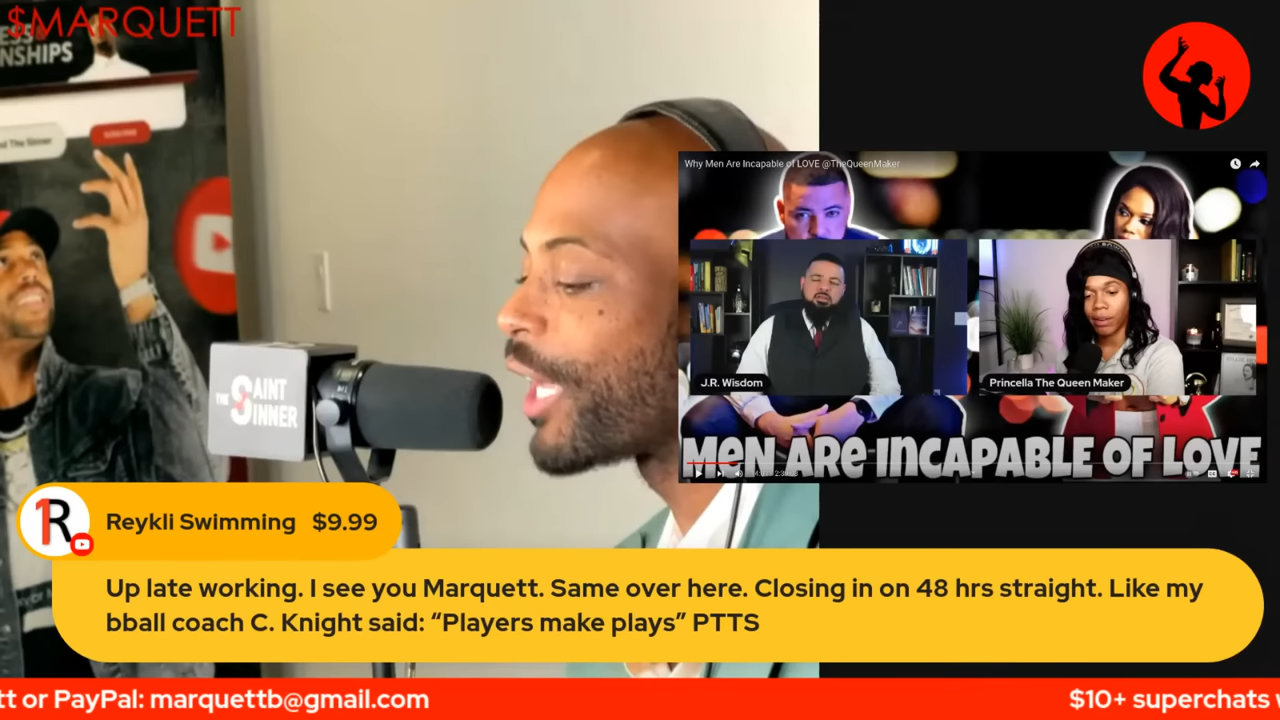 $MARQUETT
NSHIPS
Why Men Are Incapable of LOVE @TheQueenMaker
THE SAINT
SINNER
J.R. Wisdom
Princella The Queen Maker
MEN ARE INCAPABLE OF LOVE
R
Reykli Swimming $9.99
Up late working. I see you Marquett. Same over here. Closing in on 48 hrs straight. Like my
bball coach C. Knight said: “Players make plays” PTTS
tt or PayPal: marquettb@gmail.com
$10+ superchats w